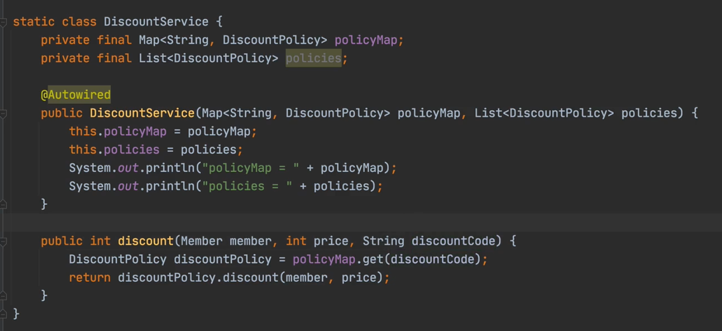 static class DiscountService {
    private final Map<String, DiscountPolicy> policyMap;
    private final List<DiscountPolicy> policies;

    @Autowired
    public DiscountService(Map<String, DiscountPolicy> policyMap, List<DiscountPolicy> policies) {
        this.policyMap = policyMap;
        this.policies = policies;
        System.out.println("policyMap = " + policyMap);
        System.out.println("policies = " + policies);
    }

    public int discount(Member member, int price, String discountCode) {
        DiscountPolicy discountPolicy = policyMap.get(discountCode);
        return discountPolicy.discount(member, price);
    }
}